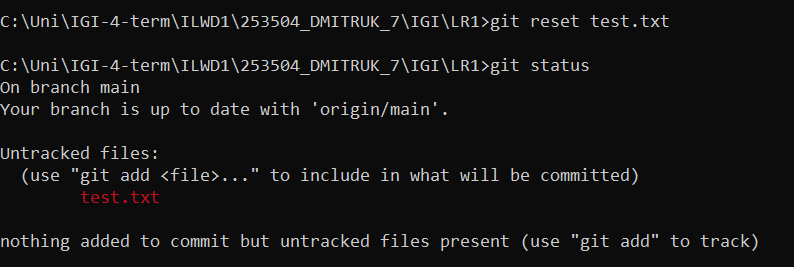 C:\Uni\IGI-4-term\ILWD1\253504_DMITRUK_7\IGI\LR1>git reset test.txt
C:\Uni\IGI-4-term\ILWD1\253504_DMITRUK_7\IGI\LR1>git status
On branch main
Your branch is up to date with 'origin/main'.
Untracked files:
  (use "git add <file>..." to include in what will be committed)
        test.txt
nothing added to commit but untracked files present (use "git add" to track)